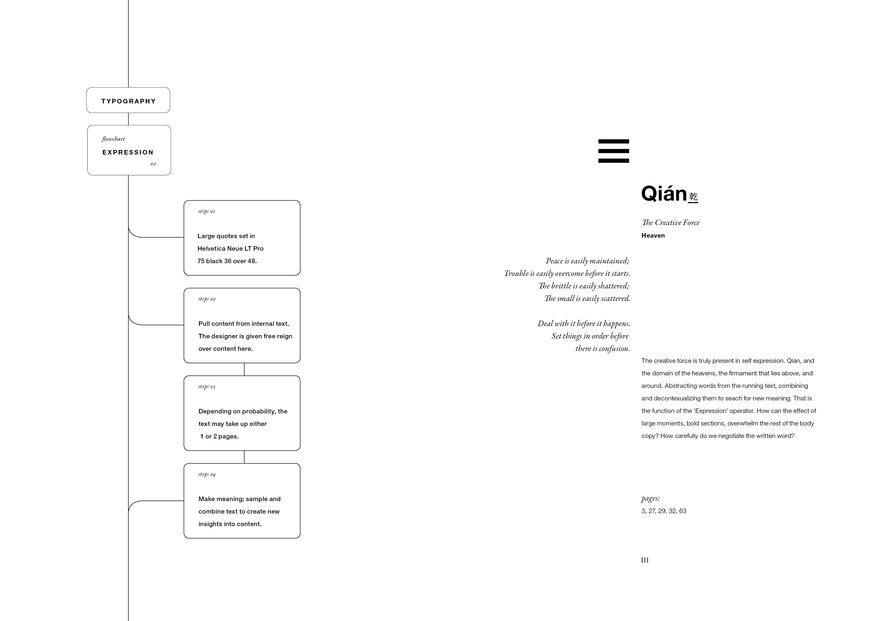 TYPOGRAPHY
flowchart
EXPRESSION
02
step: 01
Large quotes set in
Helvetica Neue LT Pro
75 black 36 over 48.
step: 02
Pull content from internal text.
The designer is given free reign
over content here.
step: 03
Depending on probability, the
text may take up either
1 or 2 pages.
step: 04
Make meaning; sample and
combine text to create new
insights into content.
Qián 乾
The Creative Force
Heaven
Peace is easily maintained;
Trouble is easily overcome before it starts.
The brittle is easily shattered;
The small is easily scattered.
Deal with it before it happens.
Set things in order before
there is confusion.
The creative force is truly present in self expression. Qián, and
the domain of the heavens, the firmament that lies above, and
around. Abstracting words from the running text, combining
and decontexualizing them to seach for new meaning. That is
the function of the 'Expression' operator. How can the effect of
large moments, bold sections, overwhelm the rest of the body
copy? How carefully do we negotiate the written word?
pages:
3, 27, 29, 32, 63
III